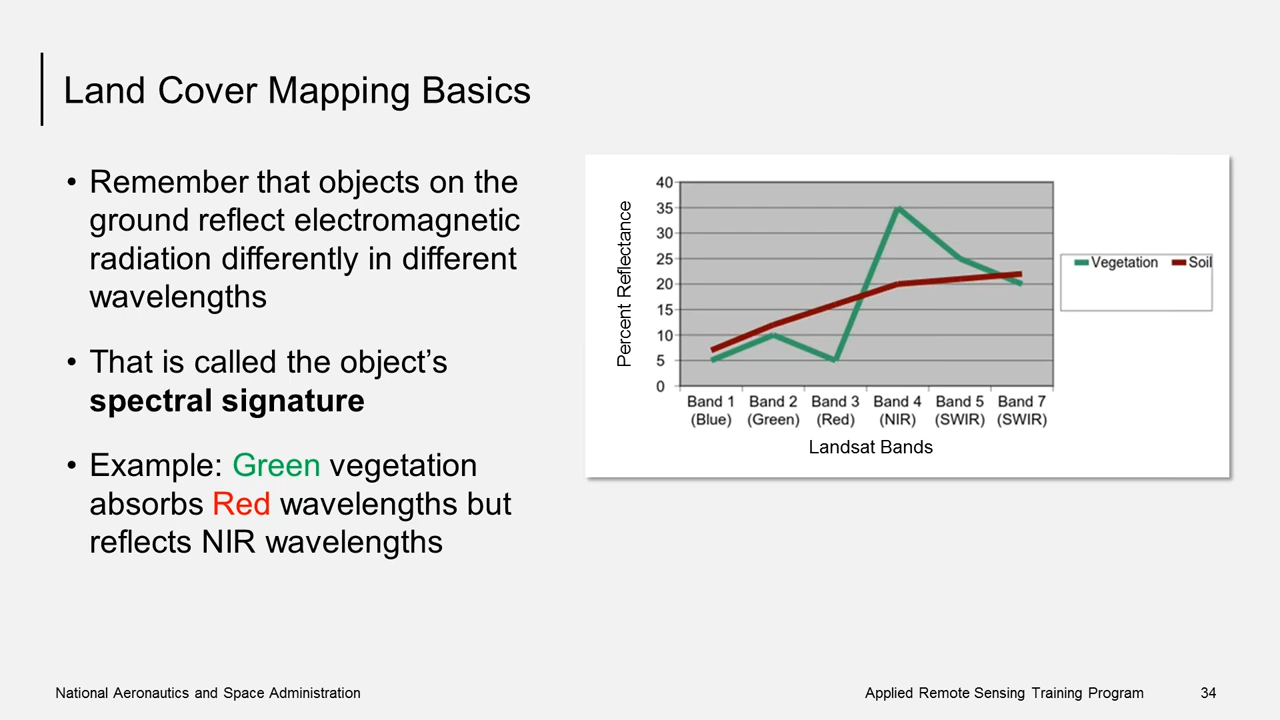 Land Cover Mapping Basics
• Remember that objects on the
ground reflect electromagnetic
radiation differently in different
wavelengths
• That is called the object’s
spectral signature
• Example: Green vegetation
absorbs Red wavelengths but
reflects NIR wavelengths
Percent Reflectance
40
35
30
25
20
15
10
5
0
Band 1 Band 2 Band 3 Band 4 Band 5 Band 7
(Blue) (Green) (Red) (NIR) (SWIR) (SWIR)
Landsat Bands
Vegetation Soil
National Aeronautics and Space Administration
Applied Remote Sensing Training Program 34